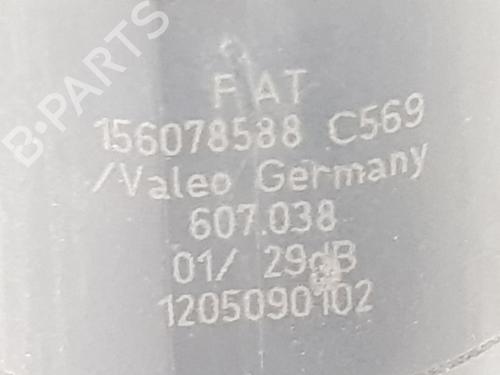 B-PARTS
FIAT
156078588 C569
/Valeo Germany
607.038
01/ 29dB
1205090102